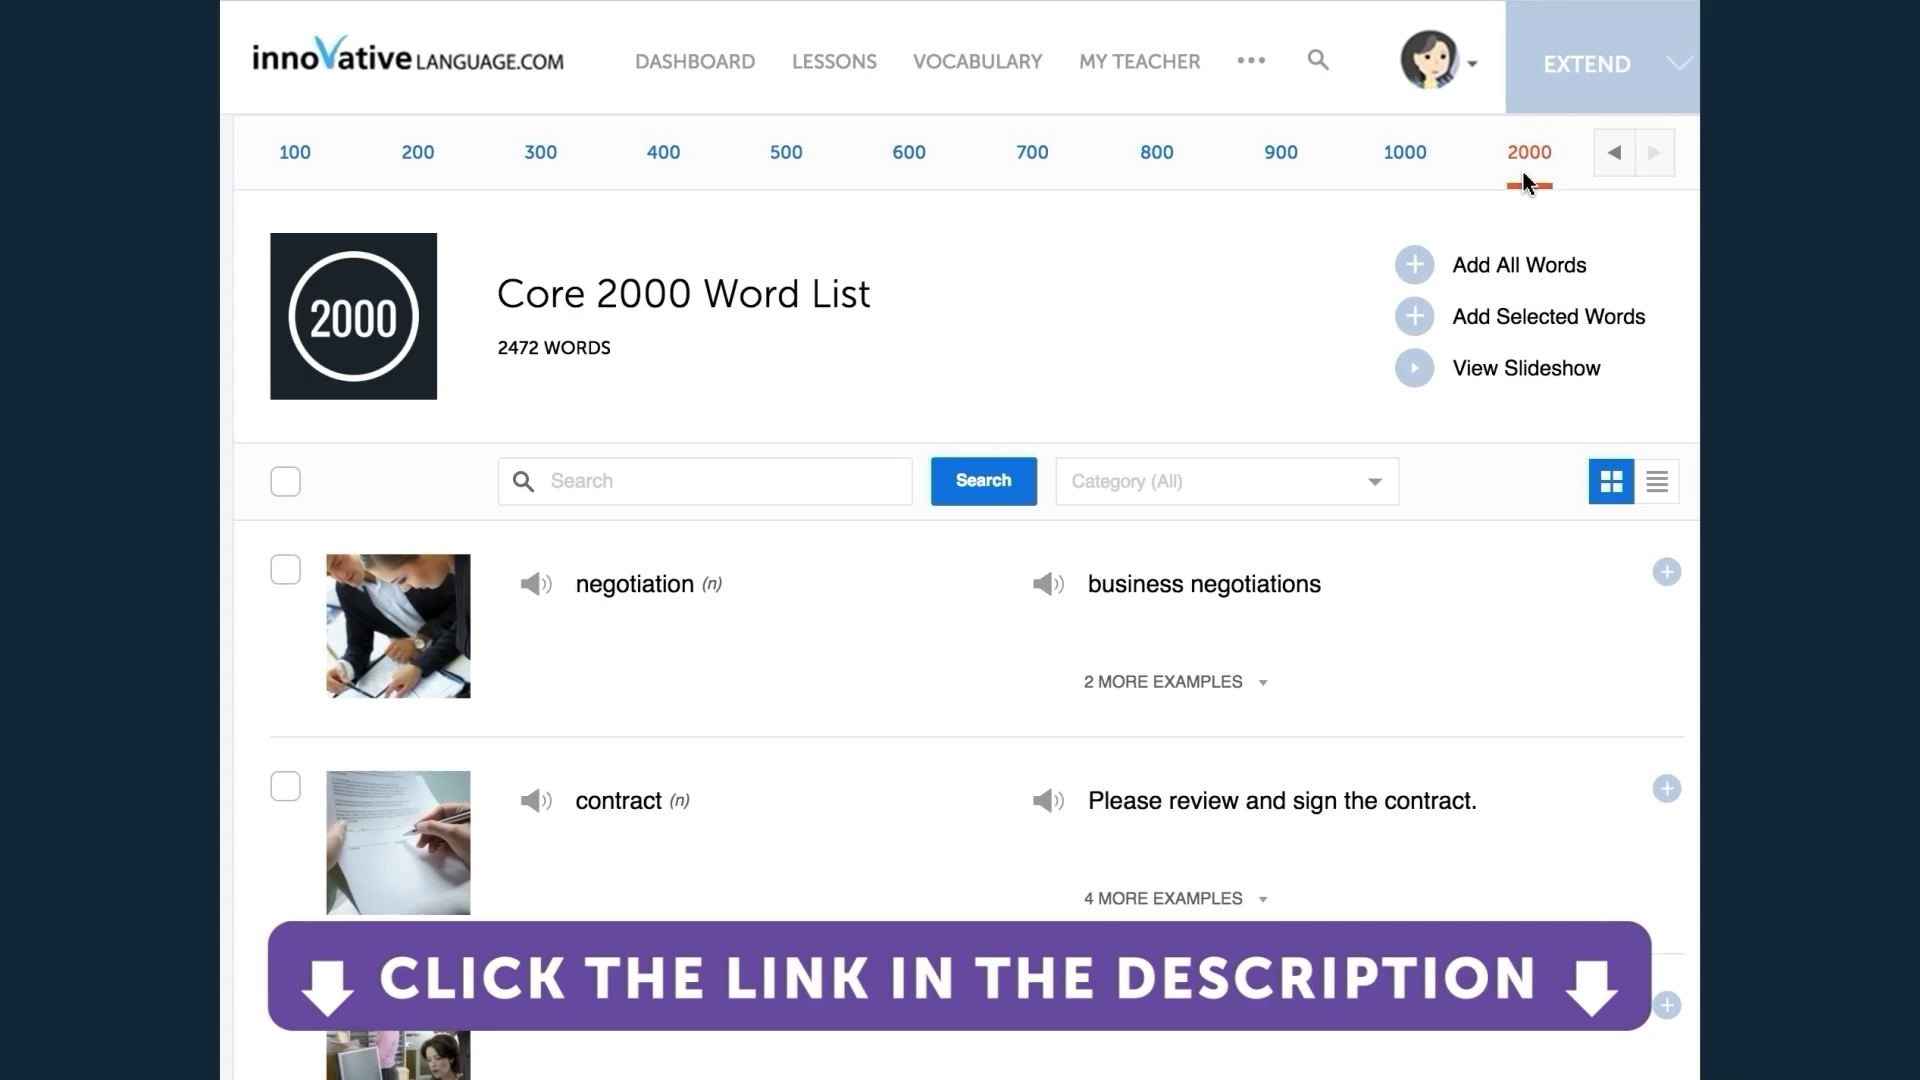 innoVative LANGUAGE.COM
DASHBOARD
LESSONS
VOCABULARY
MY TEACHER
EXTEND
100
200
300
400
500
600
700
800
900
1000
2000
2000
Core 2000 Word List
2472 WORDS
Add All Words
Add Selected Words
View Slideshow
Search
Search
Category (All)
negotiation (n)
business negotiations
2 MORE EXAMPLES
contract (n)
Please review and sign the contract.
4 MORE EXAMPLES
CLICK THE LINK IN THE DESCRIPTION